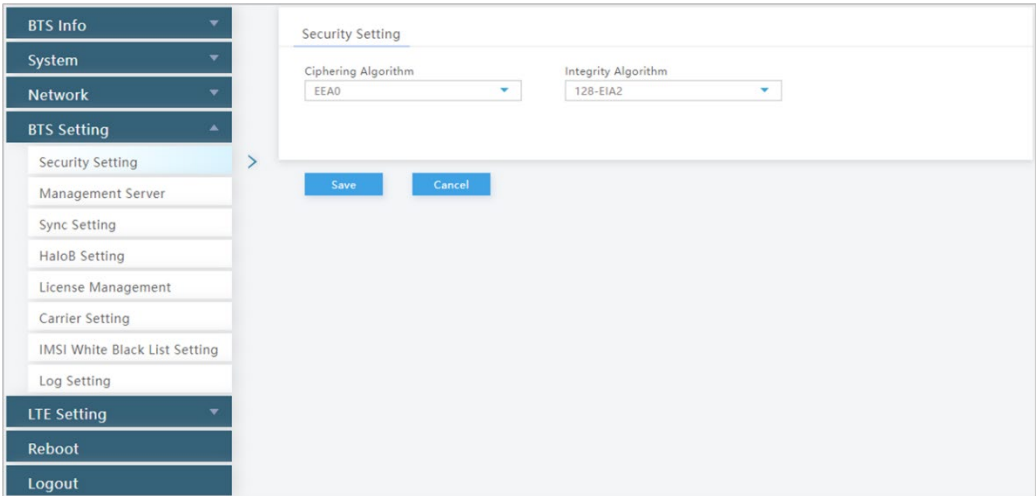 BTS Info
System
Network
BTS Setting
Security Setting
Management Server
Sync Setting
HaloB Setting
License Management
Carrier Setting
IMSI White Black List Setting
Log Setting
LTE Setting
Reboot
Logout
Security Setting
Ciphering Algorithm Integrity Algorithm
EEA0 128-EIA2
Save Cancel